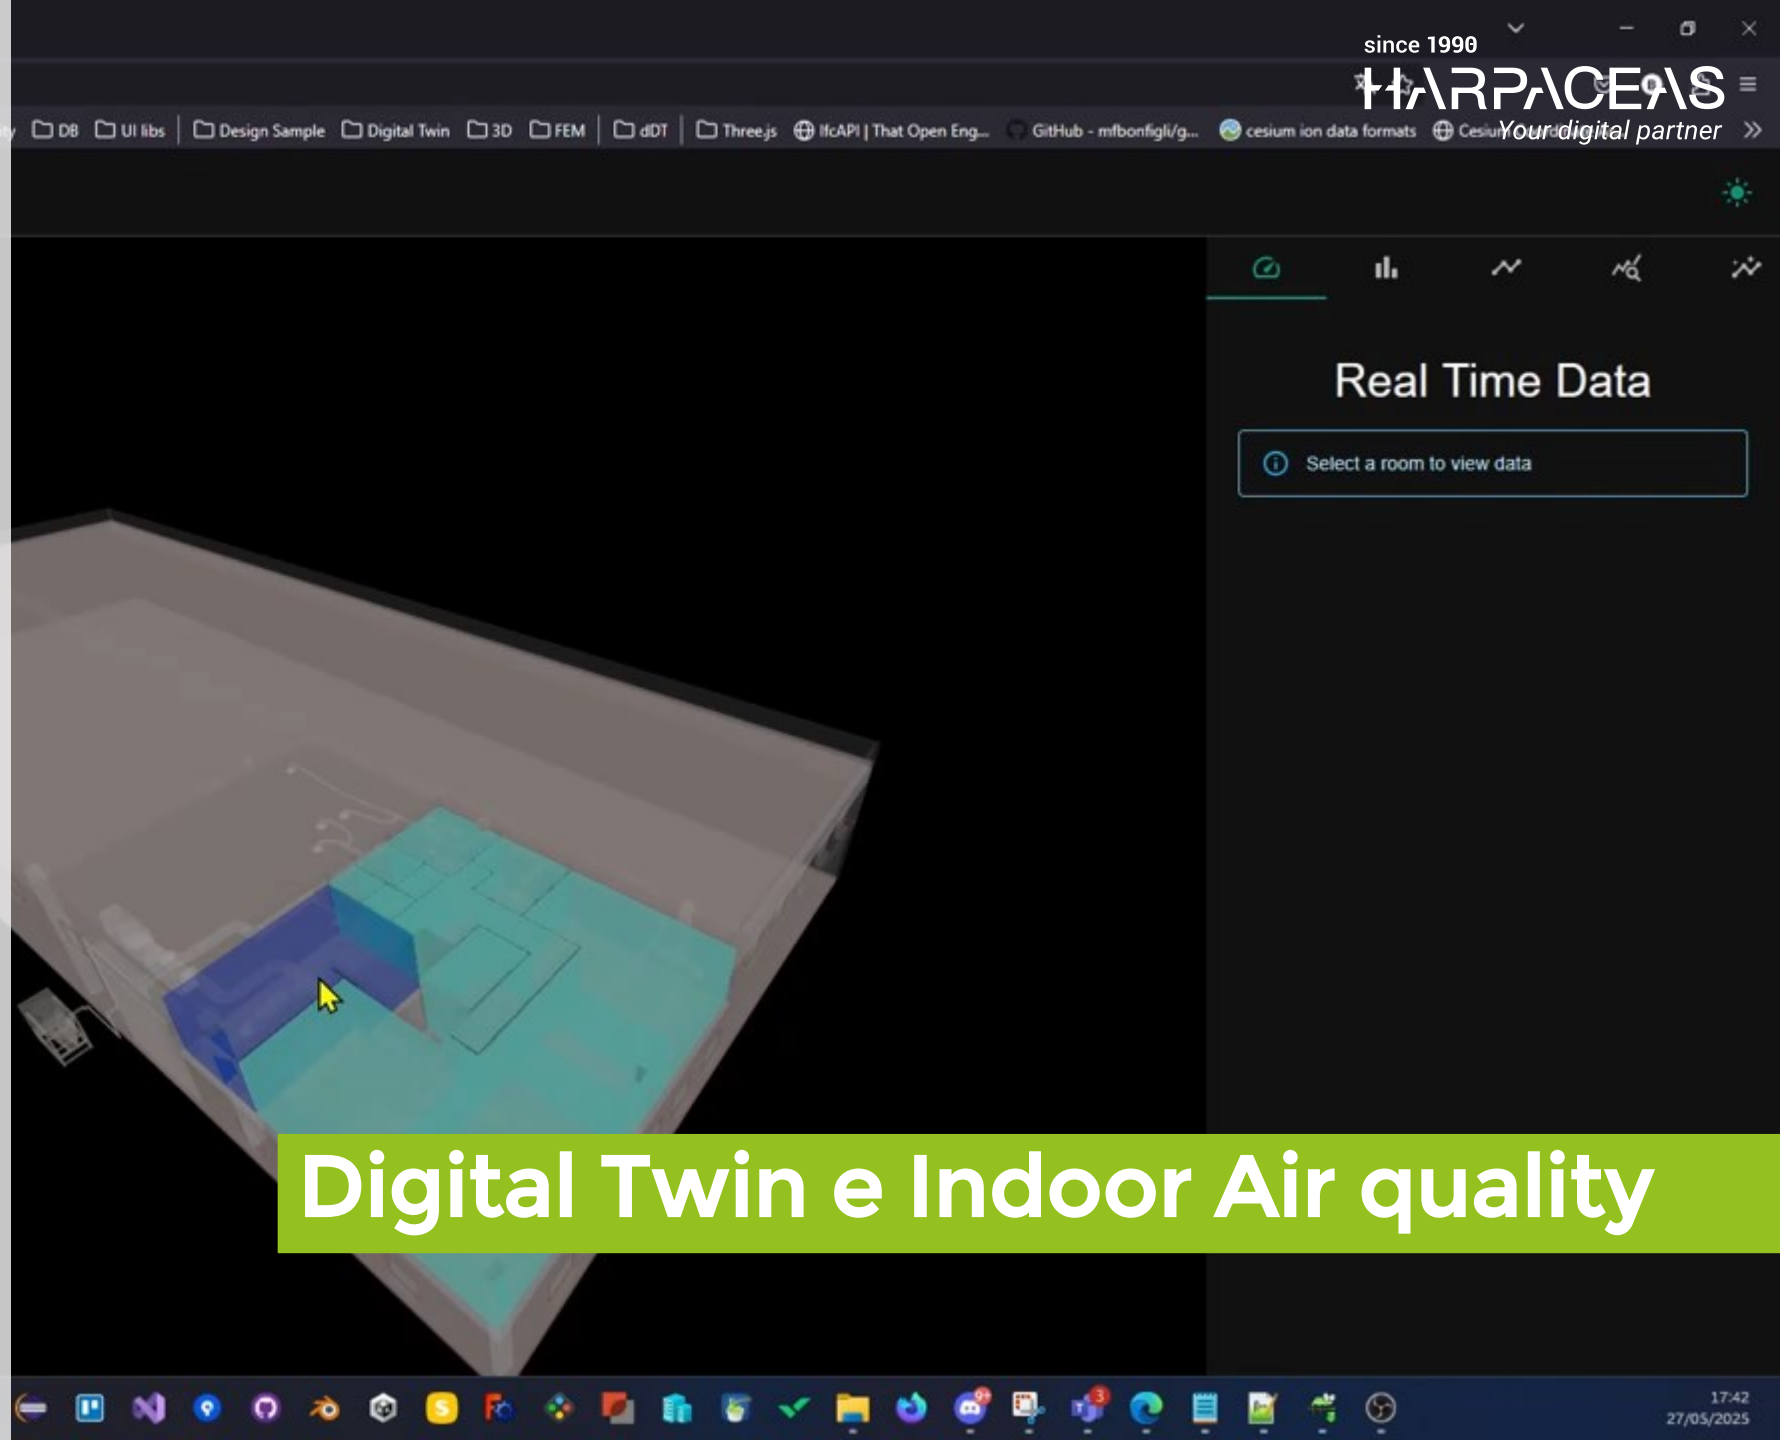 since 1990
HARPACEAS
Your digital partner
DB UI libs Design Sample Digital Twin 3D FEM dDT Three.js IfcAPI | That Open Eng... GitHub - mfbonfigli/g... cesium ion data formats
Real Time Data
Select a room to view data
Digital Twin e Indoor Air quality
17:42
27/05/2025